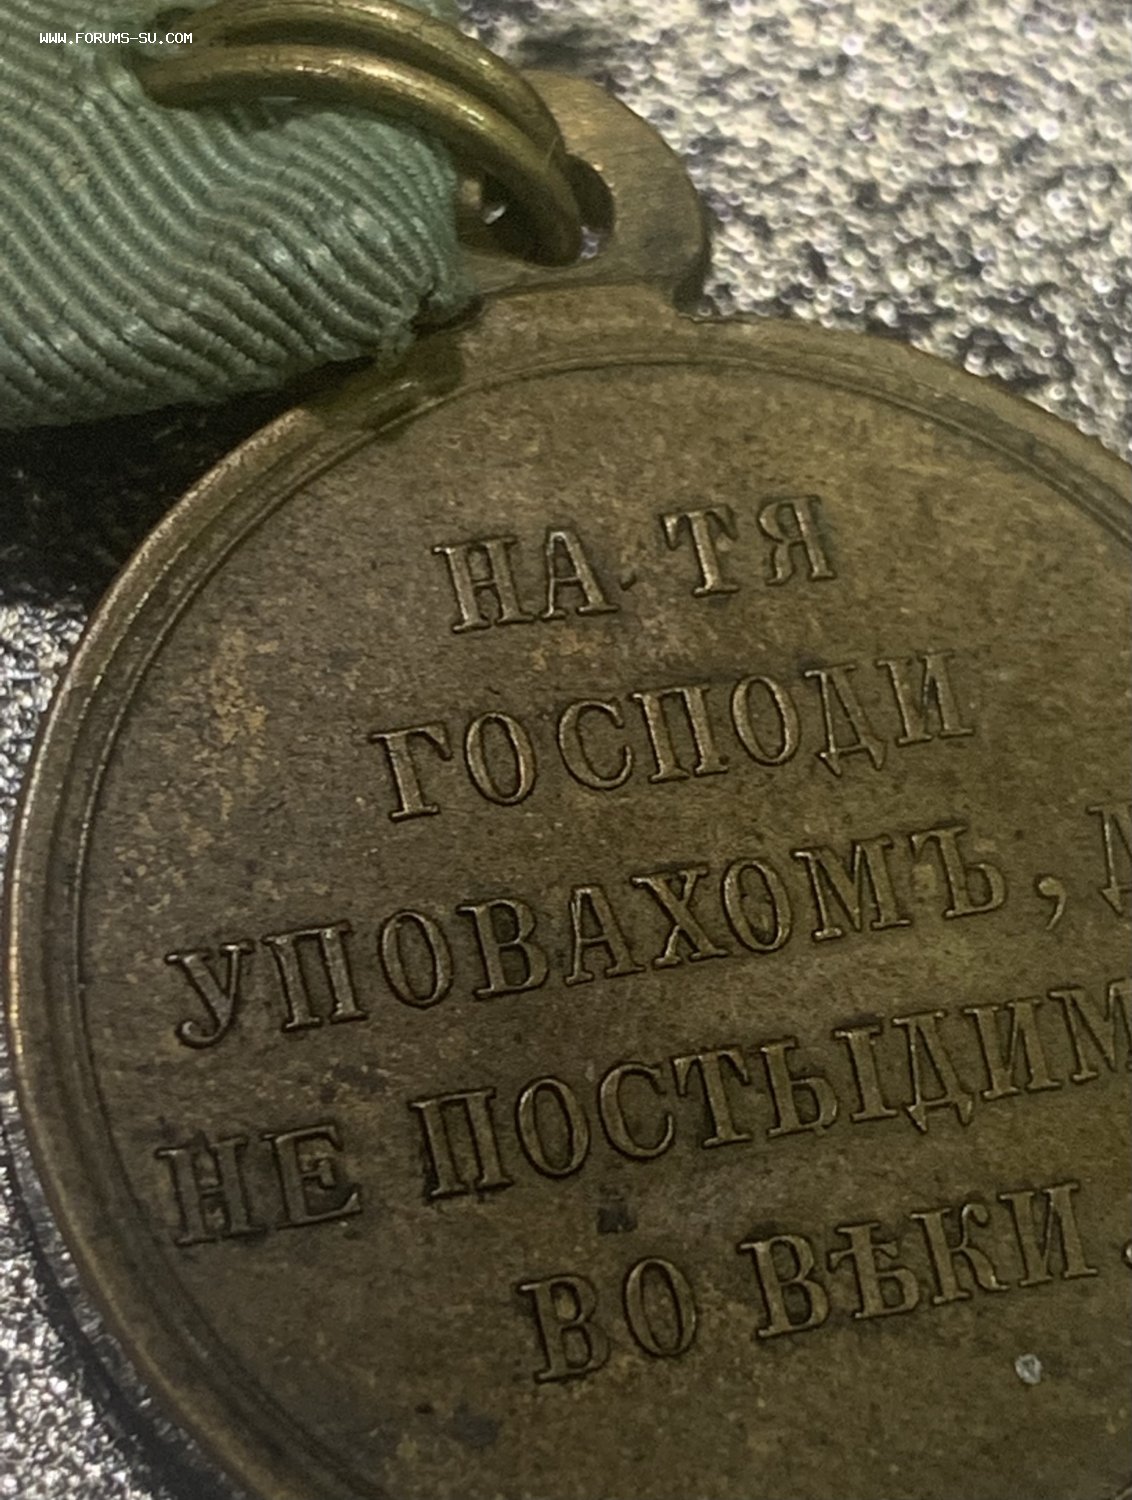 WWW.FORUMS-SU.COM
НА ТЯ
ГОСПОДИ
УПОВАХОМЪ,
НЕ ПОСТЫДИМ
ВО ВѢКИ.